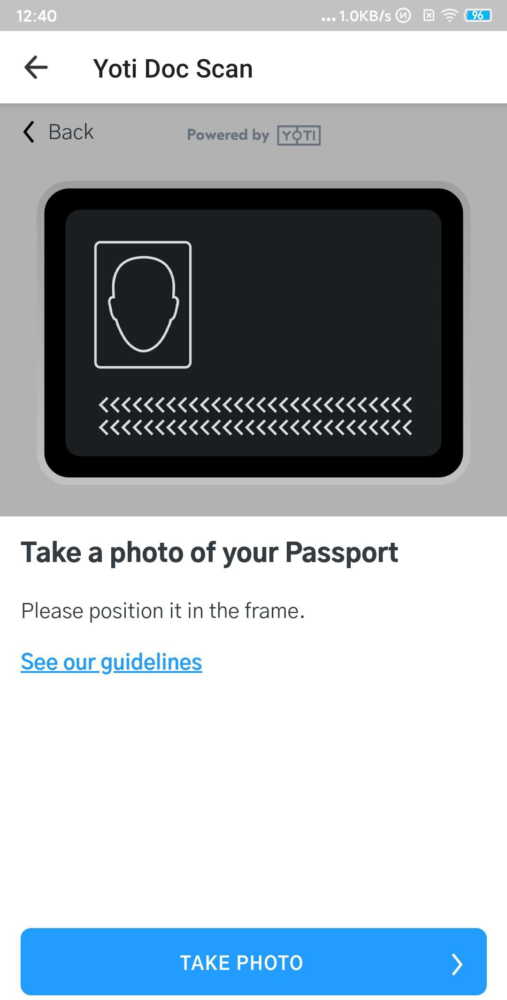 12:40 ... 1.0KB/s 96
Yoti Doc Scan
Back Powered by YOTI
<<<<<<<<<<<<<<<<<<<<<<<<<<<<
<<<<<<<<<<<<<<<<<<<<<<<<<<<<
Take a photo of your Passport
Please position it in the frame.
See our guidelines
TAKE PHOTO